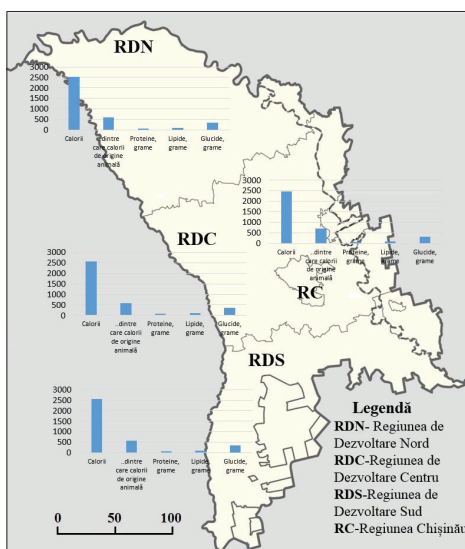 RDN
3000
2500
2000
1500
1000
500
0
Calorii
..dintre care calorii de origine animală
Proteine, grame
Lipide, grame
Glucide, grame
3000
2500
2000
1500
1000
500
0
Calorii
..dintre care calorii de origine animală
Proteine, grame
Lipide, grame
Glucide, grame
RDC
RC
3000
2500
2000
1500
1000
500
0
Calorii
..dintre care calorii de origine animală
Proteine, grame
Lipide, grame
Glucide, grame
RDS
3000
2500
2000
1500
1000
500
0
Calorii
..dintre care calorii de origine animală
Proteine, grame
Lipide, grame
Glucide, grame
Legendă
RDN- Regiunea de
Dezvoltare Nord
RDC-Regiunea de
Dezvoltare Centru
RDS-Regiunea de
Dezvoltare Sud
RC-Regiunea Chișinău
0 50 100